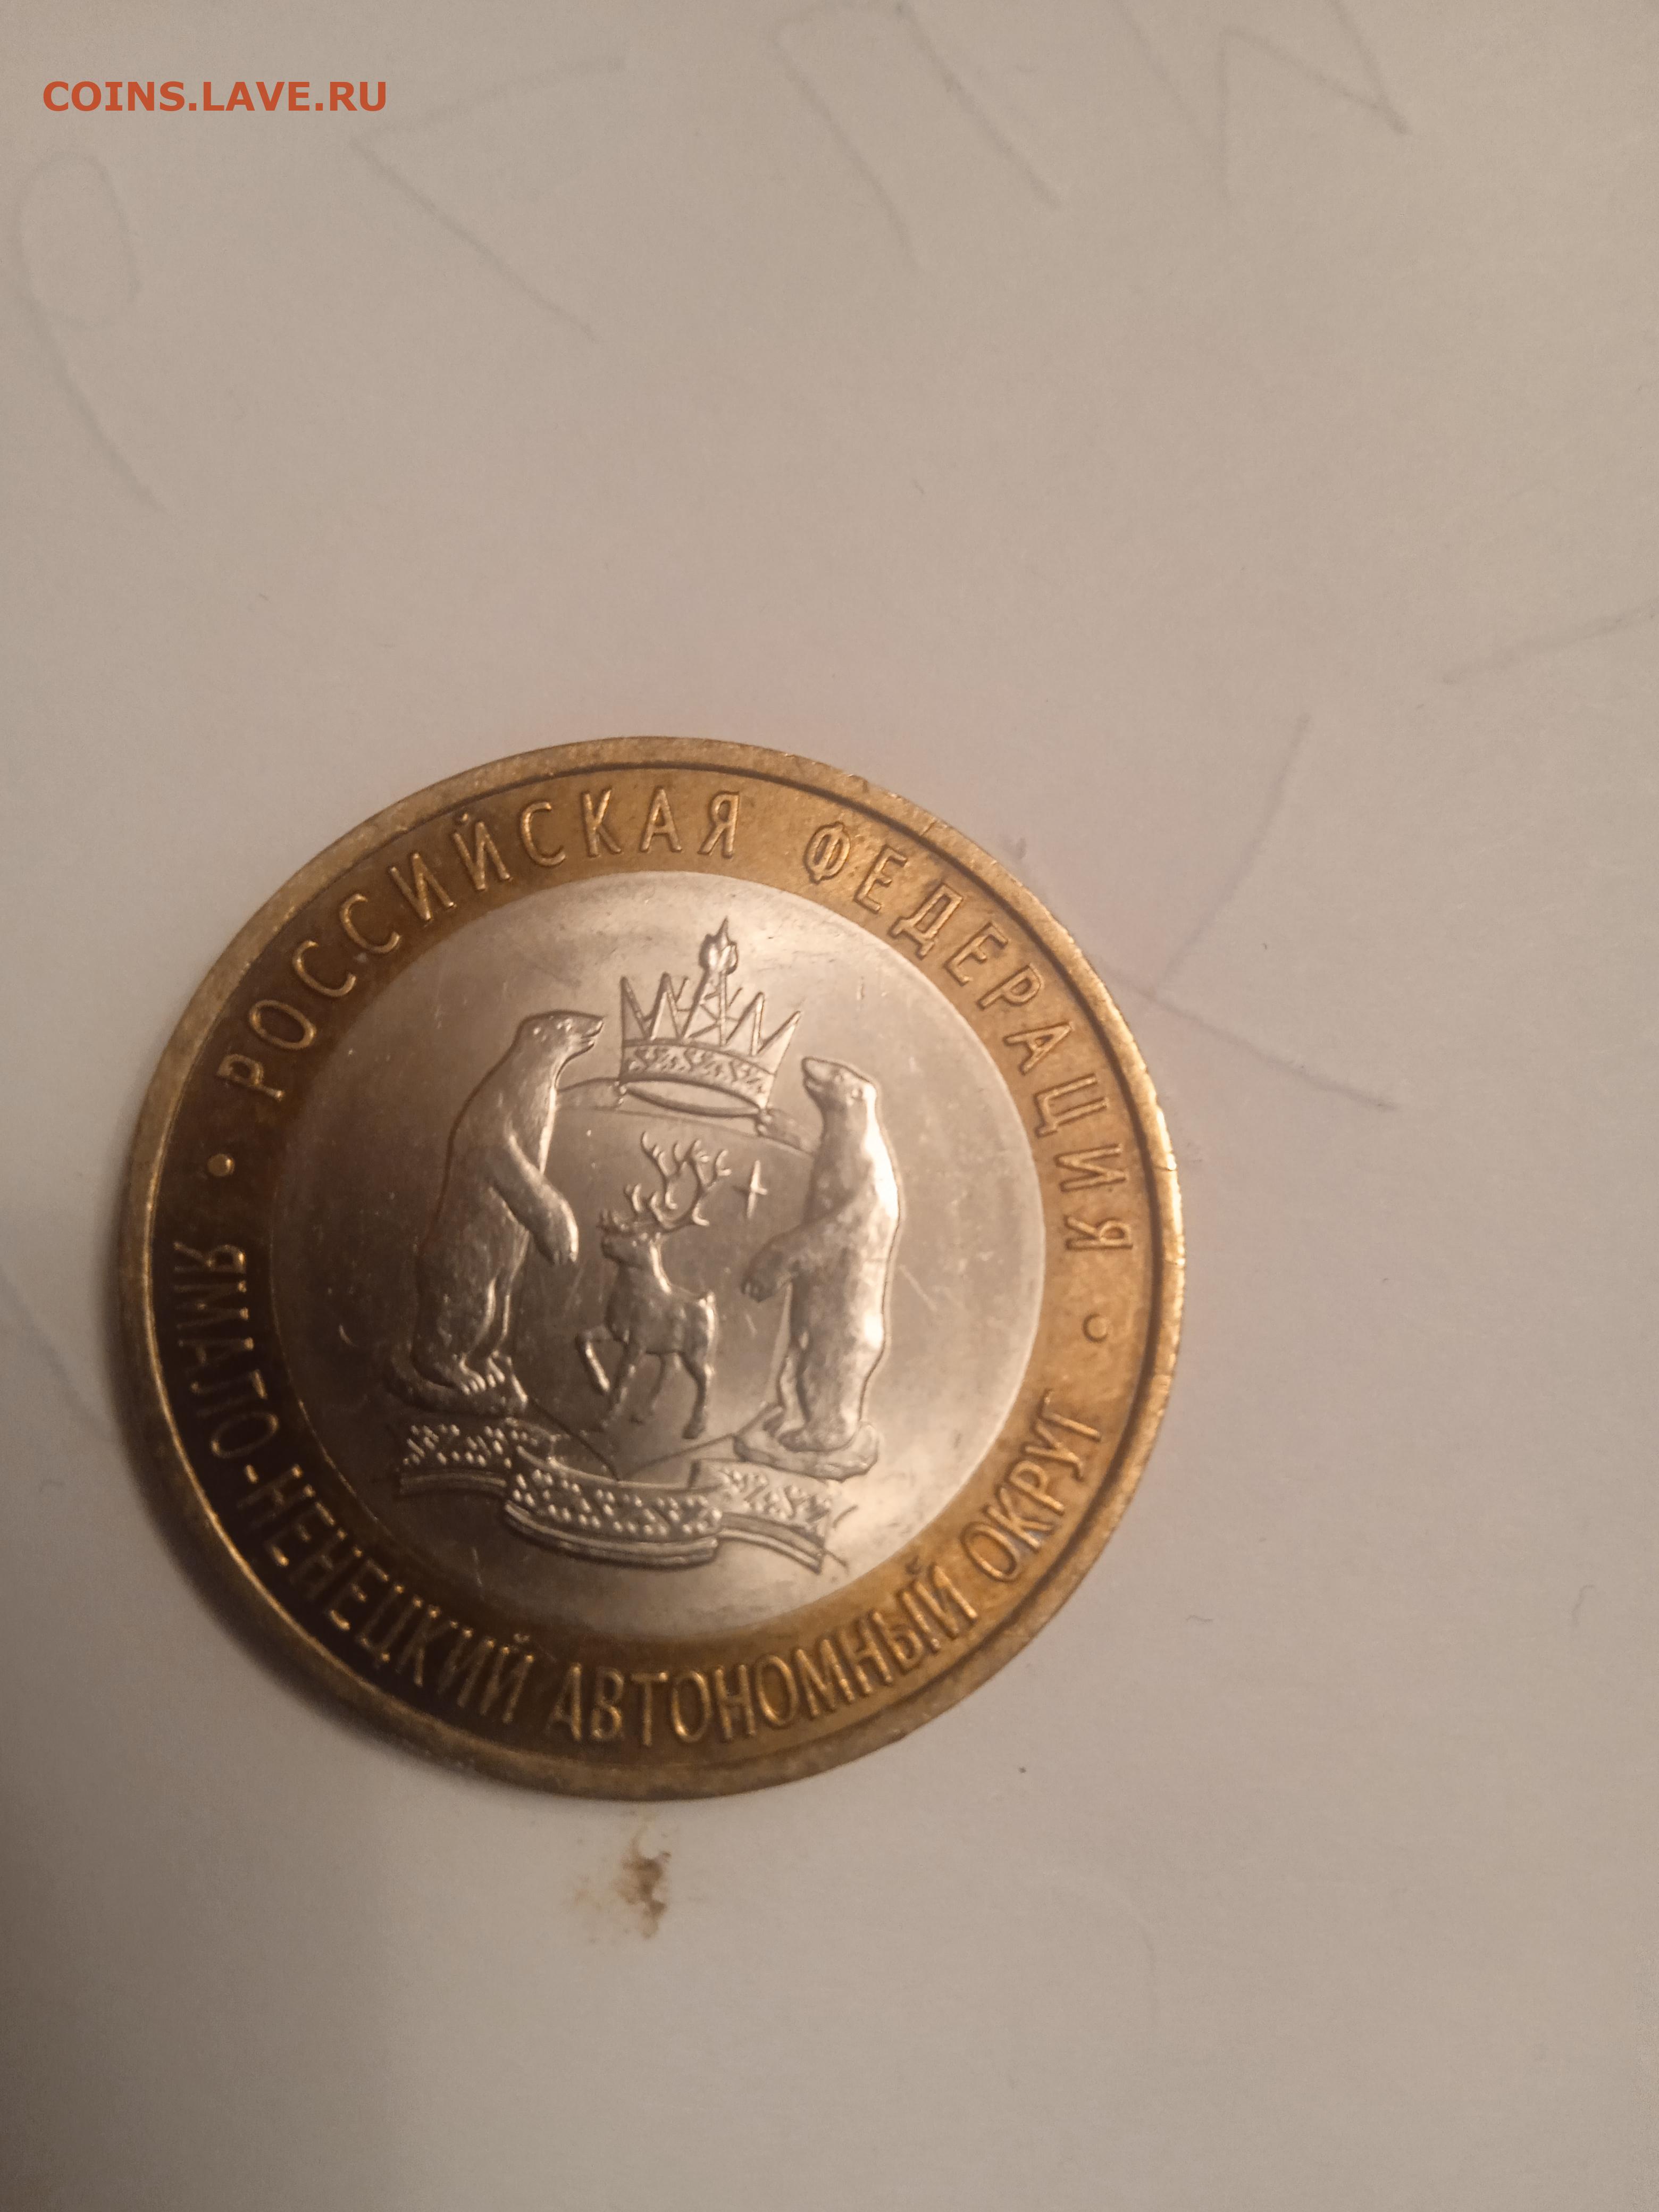 COINS.LAVE.RU
• РОССИЙСКАЯ ФЕДЕРАЦИЯ •
ЯМАЛО-НЕНЕЦКИЙ АВТОНОМНЫЙ ОКРУГ